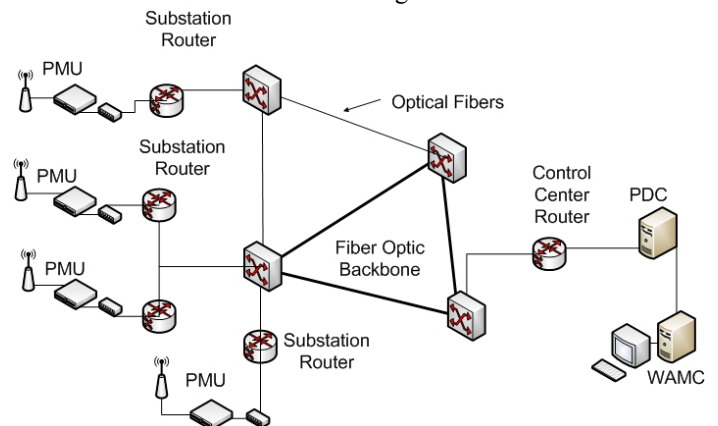 Substation
Router
PMU
Optical Fibers
Substation
Router
PMU
Control
Center
Router
PDC
Fiber Optic
Backbone
PMU
Substation
Router
WAMC
PMU